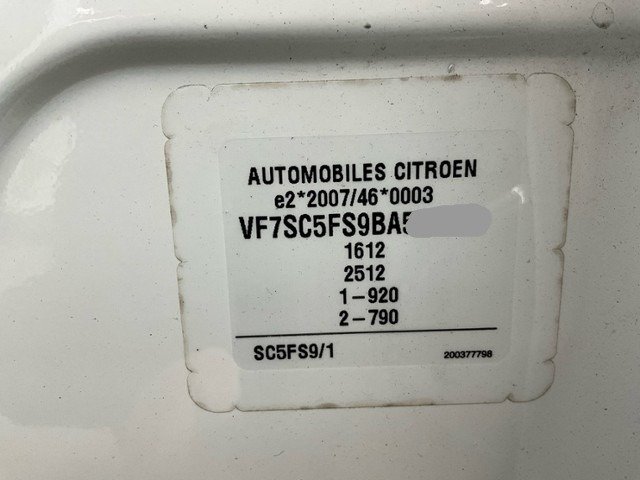 AUTOMOBILES CITROEN
e2*2007/46*0003
VF7SC5FS9BA5
1612
2512
1-920
2-790
SC5FS9/1
200377798